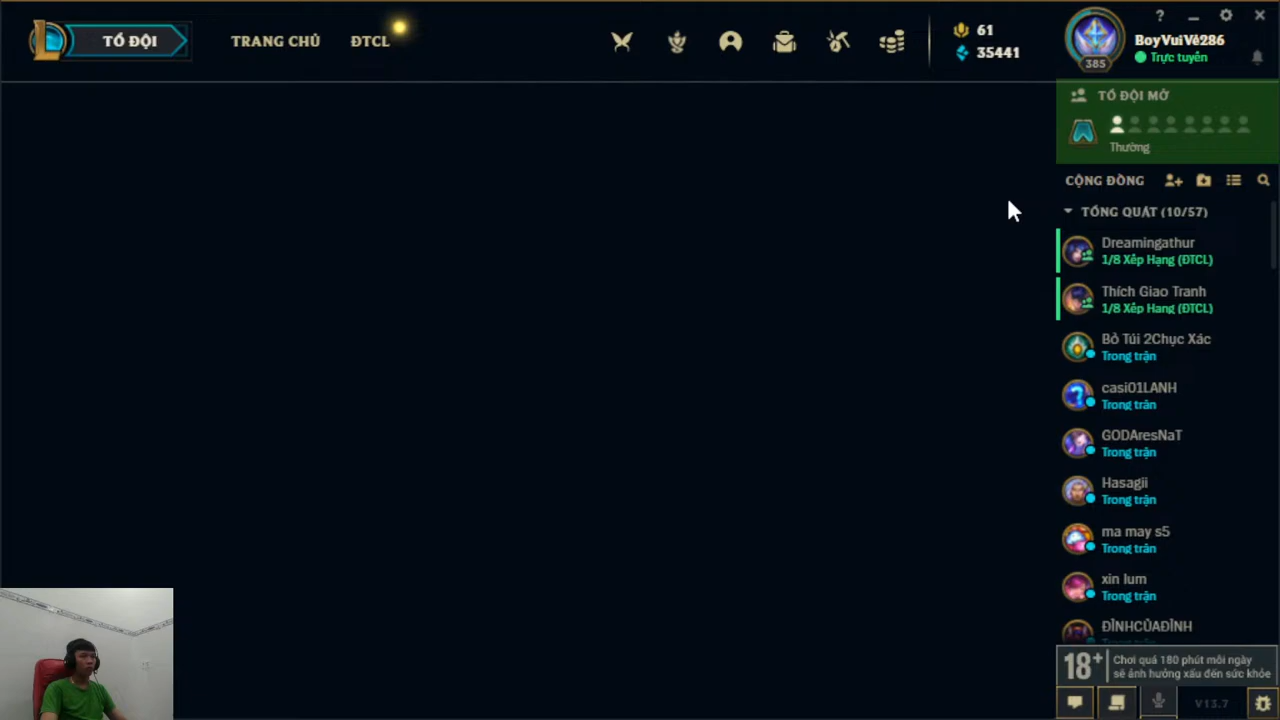 TỔ ĐỘI
TRANG CHỦ
ĐTCL
61
35441
385
BoyVuiVẻ286
Trực tuyến
TỔ ĐỘI MỞ
Thường
CỘNG ĐỒNG
TỔNG QUÁT (10/57)
Dreamingathur
1/8 Xếp Hạng (ĐTCL)
Thích Giao Tranh
1/8 Xếp Hạng (ĐTCL)
Bỏ Túi 2Chục Xác
Trong trận
casi01LANH
Trong trận
GODAresNaT
Trong trận
Hasagii
Trong trận
ma may s5
Trong trận
xin lum
Trong trận
ĐỈNHCỦAĐỈNH
Trong trận
18+
Chơi quá 180 phút mỗi ngày
sẽ ảnh hưởng xấu đến sức khỏe
V13.7